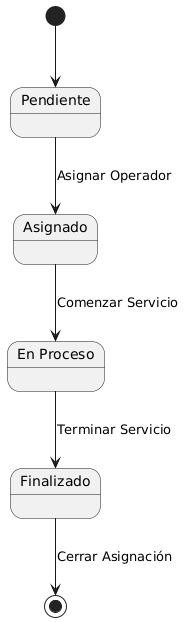 Pendiente
Asignar Operador
Asignado
Comenzar Servicio
En Proceso
Terminar Servicio
Finalizado
Cerrar Asignación